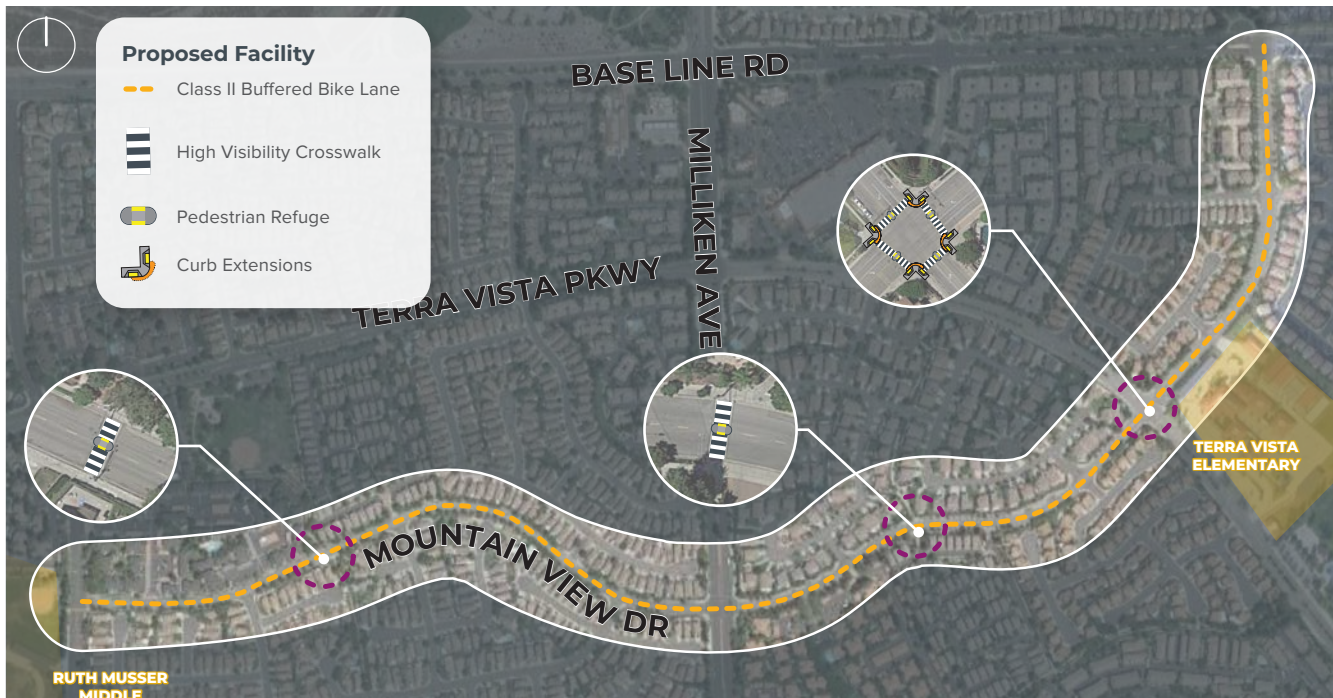 Proposed Facility
Class II Buffered Bike Lane
High Visibility Crosswalk
Pedestrian Refuge
Curb Extensions
BASE LINE RD
MILLIKEN AVE
TERRA VISTA PKWY
MOUNTAIN VIEW DR
TERRA VISTA
ELEMENTARY
RUTH MUSSER
MIDDLE